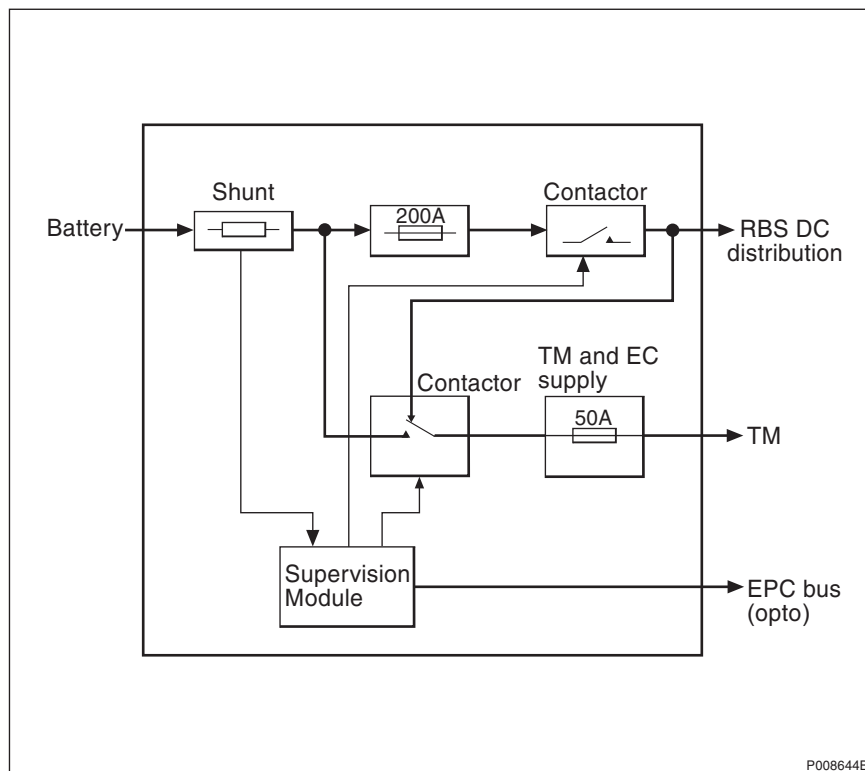 Shunt
200A
Contactor
Battery
RBS DC
distribution
TM and EC
supply
Contactor
50A
TM
Supervision
Module
EPC bus
(opto)
P008644E